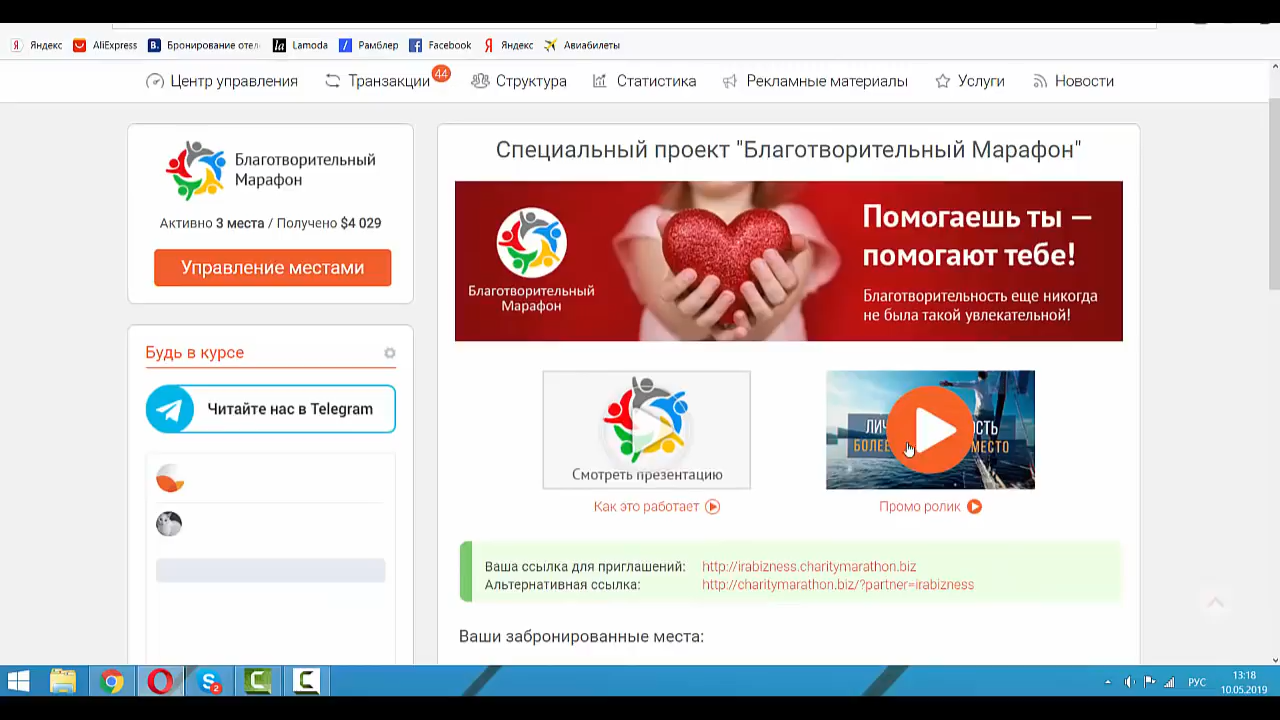 Яндекс AliExpress Бронирование отел Lamoda Рамблер Facebook Яндекс Авиабилеты
Центр управления Транзакции 44 Структура Статистика Рекламные материалы Услуги Новости
Благотворительный
Марафон
Активно 3 места / Получено $4 029
Управление местами
Будь в курсе
Читайте нас в Telegram
Специальный проект "Благотворительный Марафон"
Благотворительный
Марафон
Помогаешь ты —
помогают тебе!
Благотворительность еще никогда
не была такой увлекательной!
Смотреть презентацию
Как это работает
МЕСТО
Промо ролик
Ваша ссылка для приглашений: http://irabizness.charitymarathon.biz
Альтернативная ссылка: http://charitymarathon.biz/?partner=irabizness
Ваши забронированные места:
2
РУС
13:18
10.05.2019